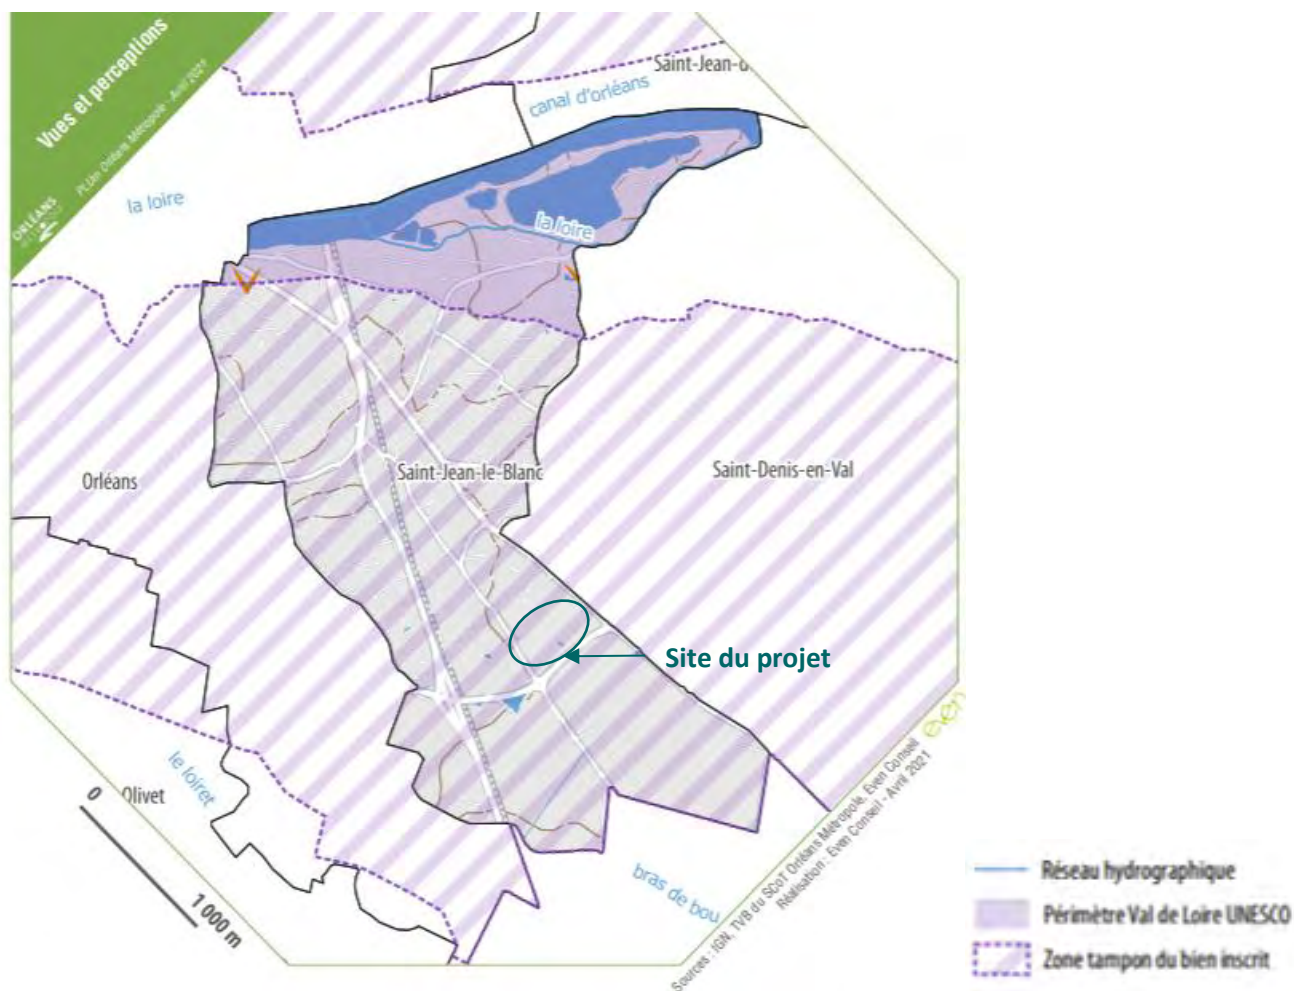 Vues et perceptions
PLUm Orléans Métropole - Avril 2021
ORLÉANS
Saint-Jean-d
canal d'orléans
la loire
la loire
Orléans
Saint-Jean-le-Blanc
Saint-Denis-en-Val
Site du projet
le loiret
Olivet
0
1 000 m
bras de bou
even
Sources : IGN, TVB du SCoT Orléans Métropole, Even Conseil
Réalisation : Even Conseil - Avril 2021
Réseau hydrographique
Périmètre Val de Loire UNESCO
Zone tampon du bien inscrit